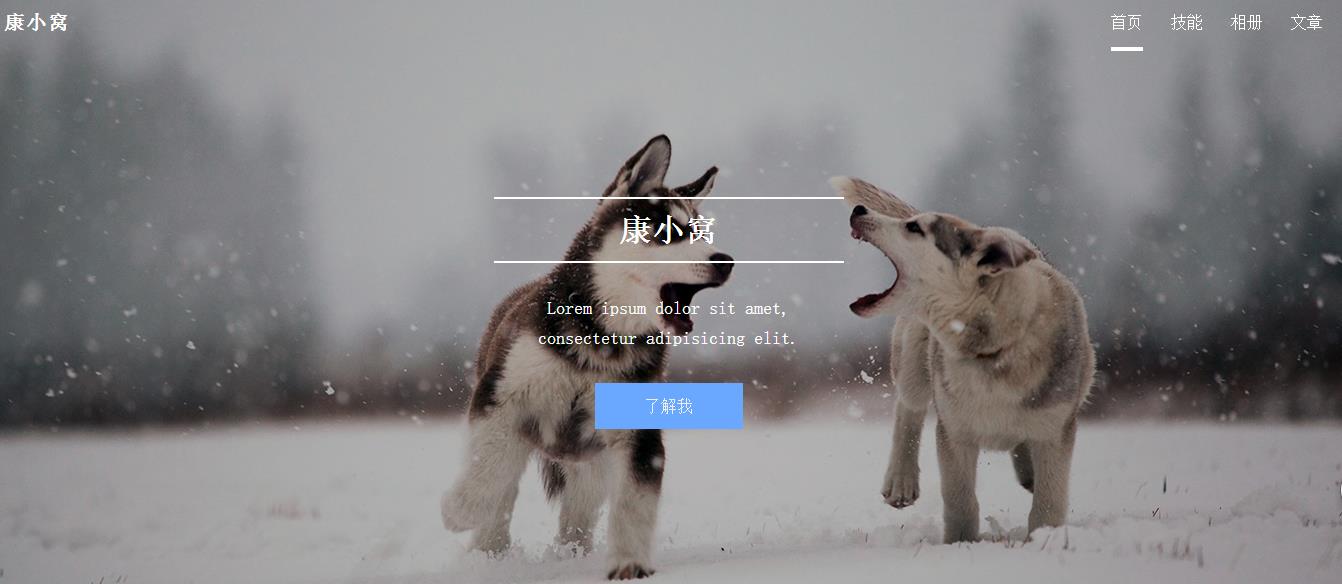 康小窝
首页 技能 相册 文章
康小窝
Lorem ipsum dolor sit amet,
consectetur adipisicing elit.
了解我